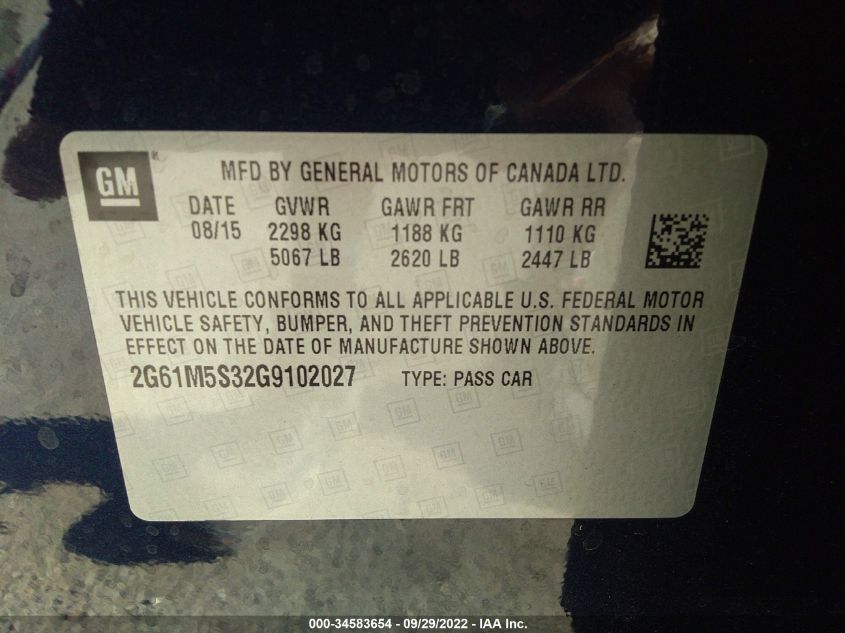 GM ®
MFD BY GENERAL MOTORS OF CANADA LTD.
DATE GVWR GAWR FRT GAWR RR
08/15 2298 KG 1188 KG 1110 KG
5067 LB 2620 LB 2447 LB
THIS VEHICLE CONFORMS TO ALL APPLICABLE U.S. FEDERAL MOTOR
VEHICLE SAFETY, BUMPER, AND THEFT PREVENTION STANDARDS IN
EFFECT ON THE DATE OF MANUFACTURE SHOWN ABOVE.
2G61M5S32G9102027 TYPE: PASS CAR
000-34583654 / 09/29/2022 - © IAA Inc.